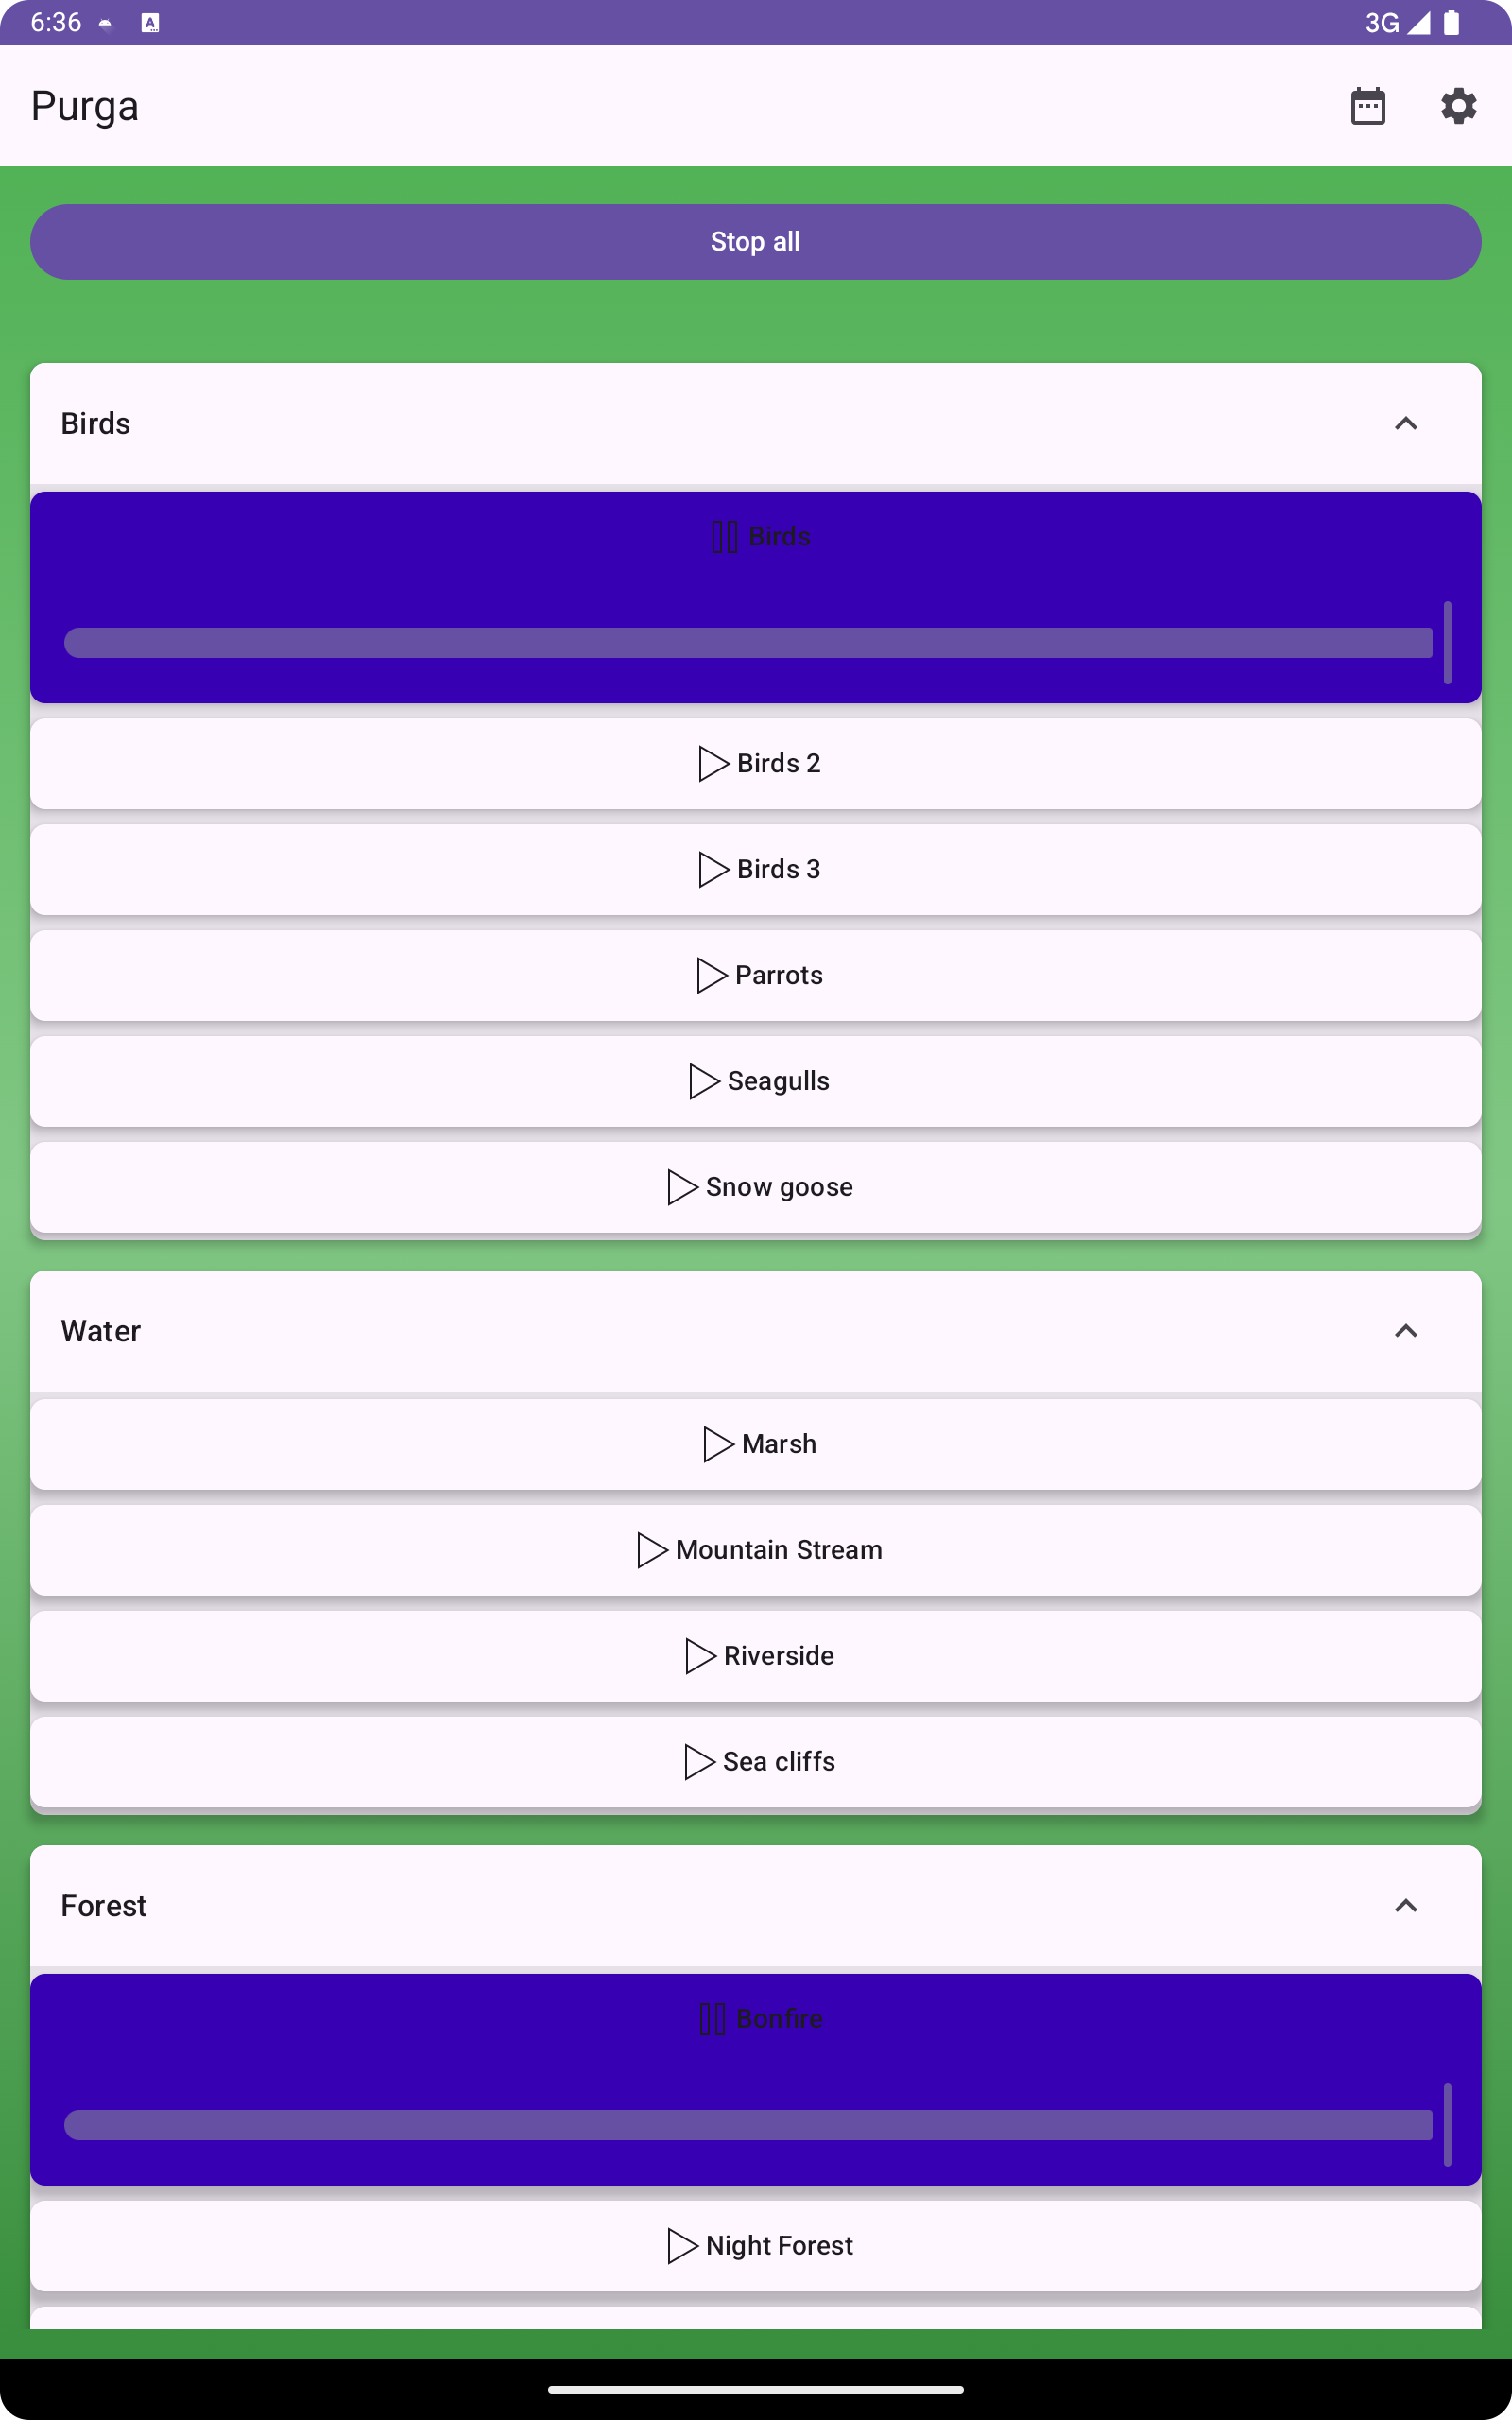 6:36
3G
Purga
Stop all
Birds
Birds
Birds 2
Birds 3
Parrots
Seagulls
Snow goose
Water
Marsh
Mountain Stream
Riverside
Sea cliffs
Forest
Bonfire
Night Forest